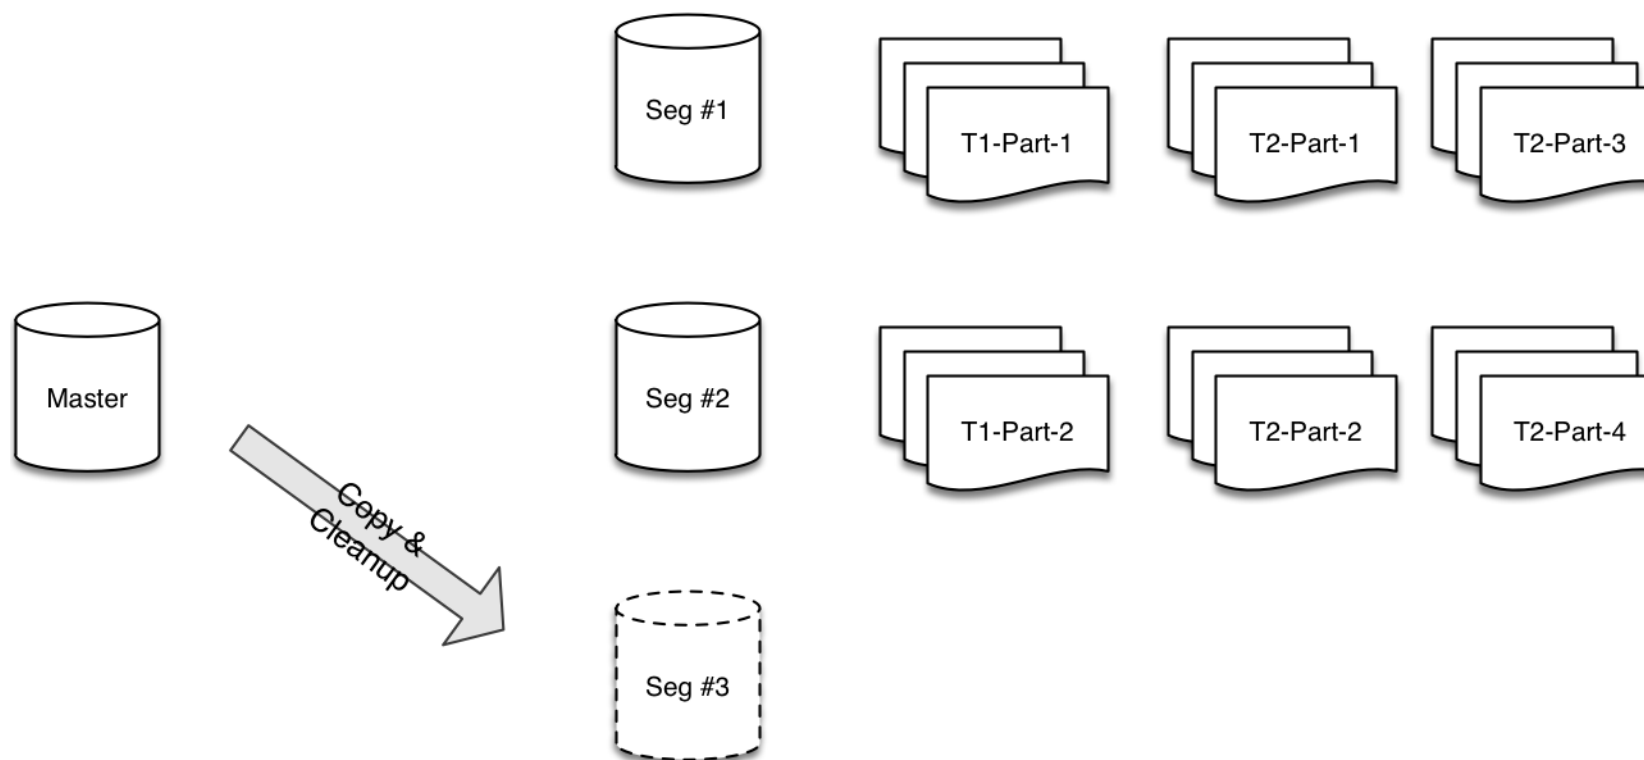 Seg #1
T1-Part-1
T2-Part-1
T2-Part-3
Master
Seg #2
T1-Part-2
T2-Part-2
T2-Part-4
Copy &
Cleanup
Seg #3